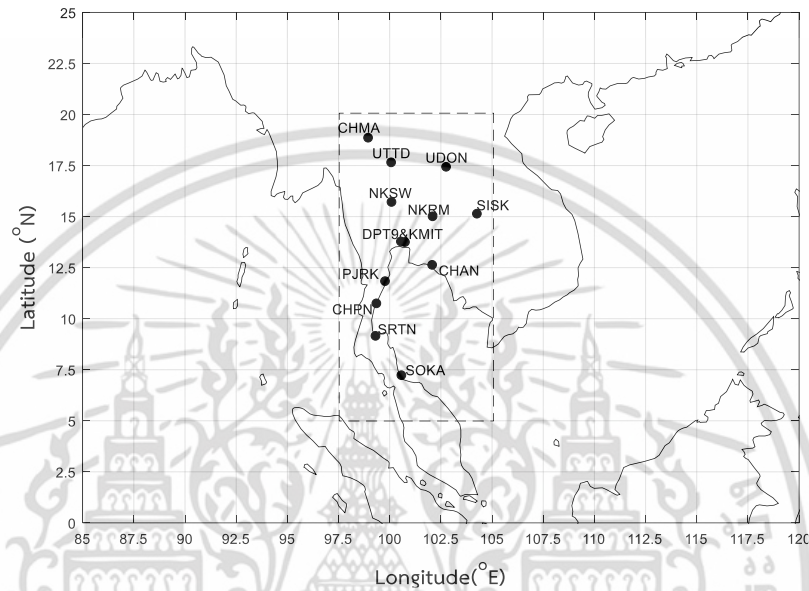 25
22.5
20
17.5
15
12.5
10
7.5
5
2.5
0
Latitude (°N)
CHMA
UTTD
UDON
NKSW
NKRM
SISK
DPT9&KMIT
PJRK
CHAN
CHPN
SRTN
SOKA
85 87.5 90 92.5 95 97.5 100 102.5 105 107.5 110 112.5 115 117.5 120
Longitude(°E)